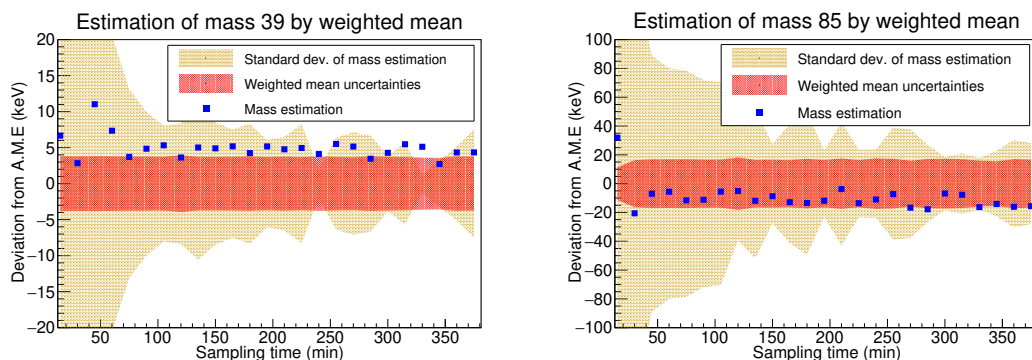 Estimation of mass 39 by weighted mean
Deviation from A.M.E (keV)
20
15
10
5
0
−5
−10
−15
−20
Standard dev. of mass estimation
Weighted mean uncertainties
Mass estimation
50 100 150 200 250 300 350
Sampling time (min)
Estimation of mass 85 by weighted mean
Deviation from A.M.E (keV)
100
80
60
40
20
0
−20
−40
−60
−80
−100
Standard dev. of mass estimation
Weighted mean uncertainties
Mass estimation
50 100 150 200 250 300 350
Sampling time (min)